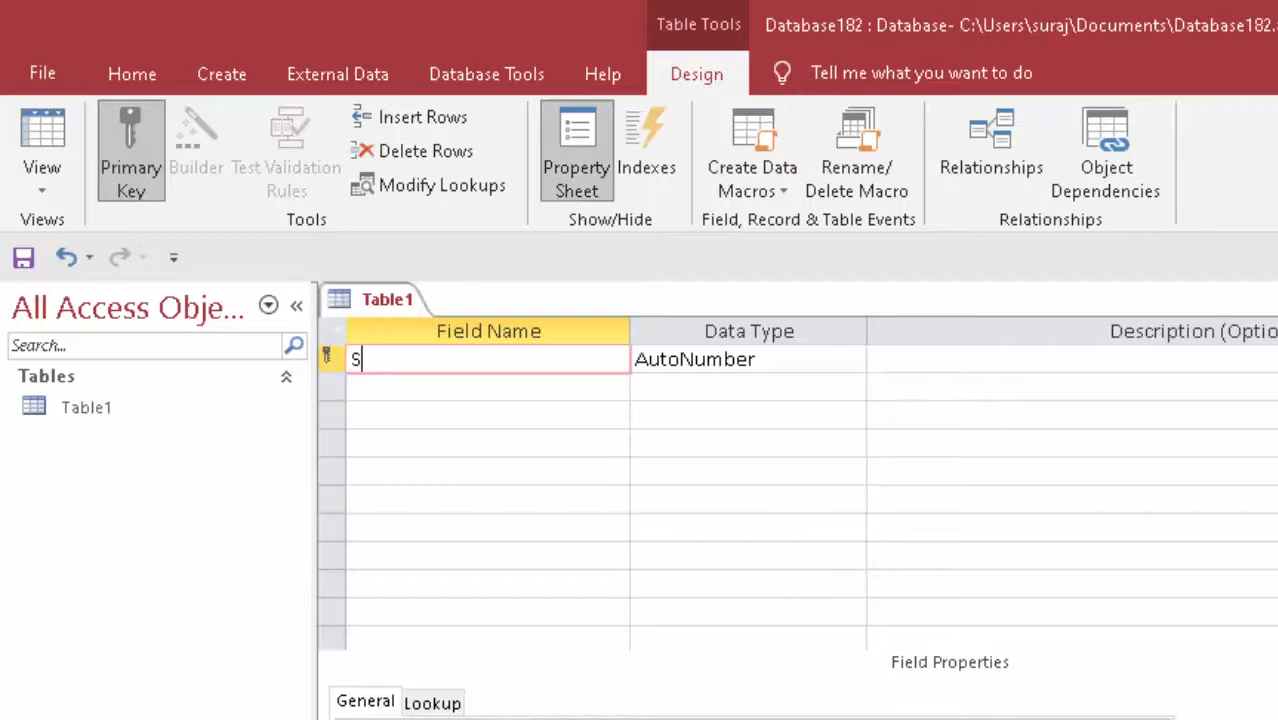 Table Tools
Database182 : Database- C:\Users\suraj\Documents\Database182.
File Home Create External Data Database Tools Help Design Tell me what you want to do
View
Views
Primary Key
Builder
Test Validation Rules
Insert Rows
Delete Rows
Modify Lookups
Tools
Property Sheet
Indexes
Show/Hide
Create Data Macros
Rename/ Delete Macro
Field, Record & Table Events
Relationships
Object Dependencies
Relationships
All Access Obje...
Search...
Tables
Table1
Table1
Field Name Data Type Description (Optio
S AutoNumber
Field Properties
General Lookup